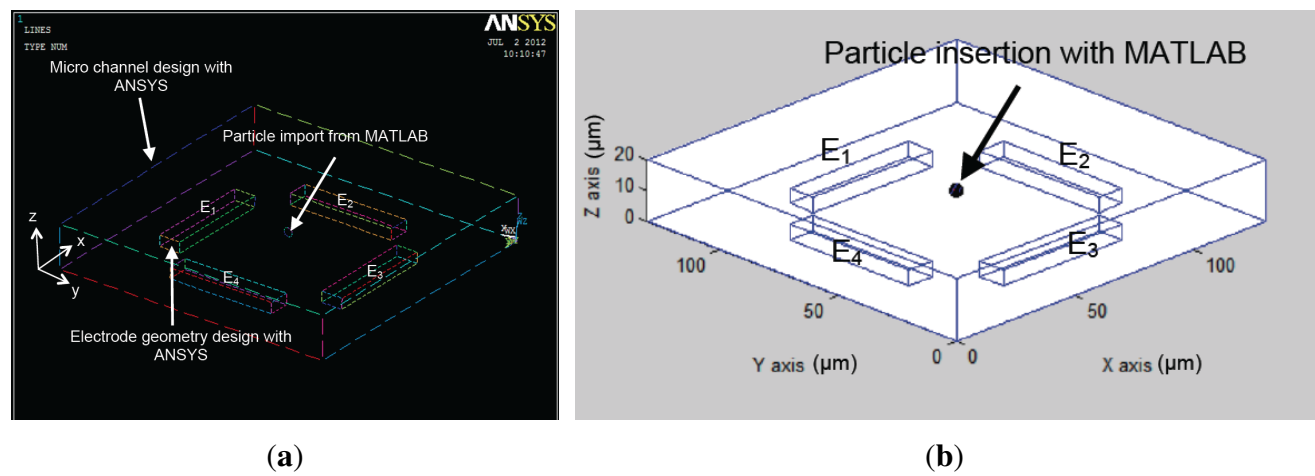 1
LINES
TYPE NUM
ANSYS
JUL 2 2012
10:10:47
Micro channel design with
ANSYS
Particle import from MATLAB
E1
E2
E3
E4
z
x
y
Electrode geometry design with
ANSYS
(a)
Particle insertion with MATLAB
E1
E2
E3
E4
Z axis (µm)
20
10
0
100
50
0
Y axis (µm)
0
50
100
X axis (µm)
(b)